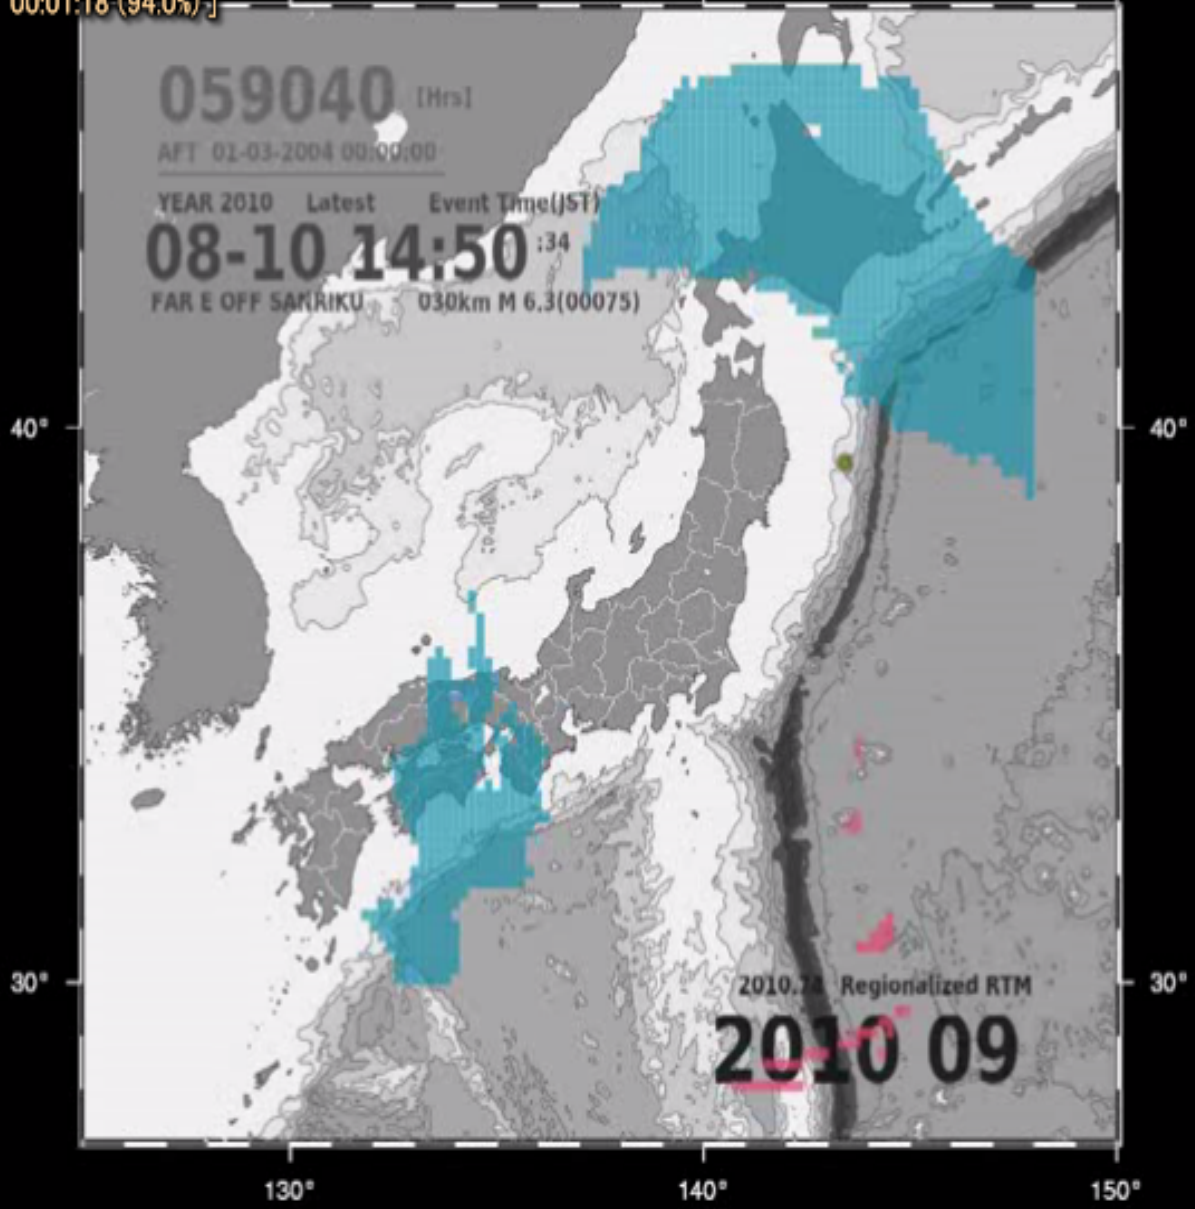 00:01:18 (94.0%) ]
059040 [Hrs]
AFT 01-03-2004 00:00:00
YEAR 2010 Latest Event Time(JST)
08-10 14:50 :34
FAR E OFF SANRIKU 030km M 6.3(00075)
40° 40°
30° 30°
Regionalized RTM
2010 09
130° 140° 150°